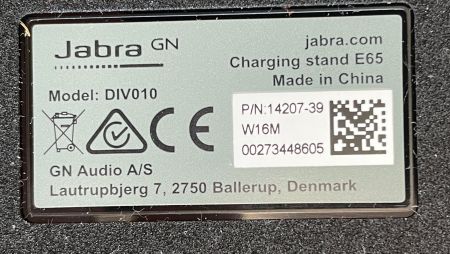 Jabra GN
jabra.com
Charging stand E65
Made in China
Model: DIV010
P/N:14207-39
W16M
00273448605
CE
GN Audio A/S
Lautrupbjerg 7, 2750 Ballerup, Denmark